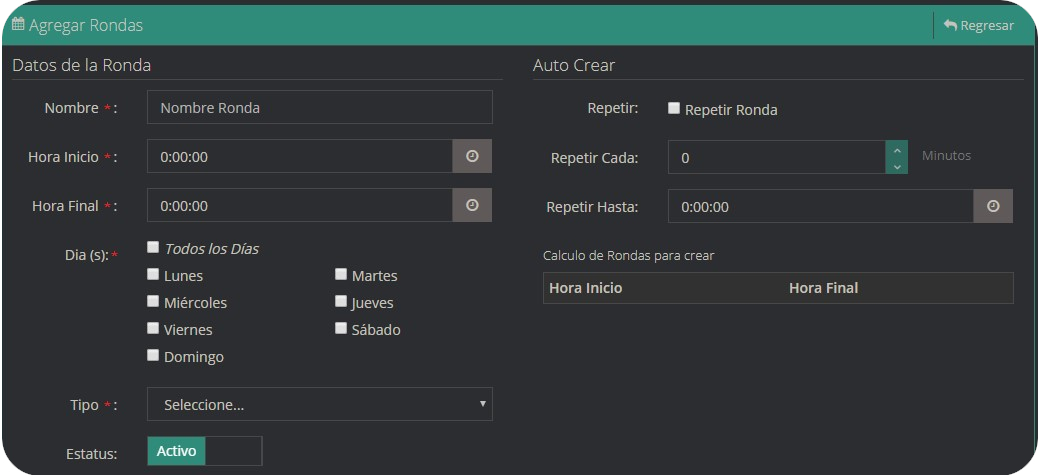 Agregar Rondas
Regresar
Datos de la Ronda
Nombre * :
Nombre Ronda
Hora Inicio * :
0:00:00
Hora Final * :
0:00:00
Dia (s): *
Todos los Días
Lunes
Martes
Miércoles
Jueves
Viernes
Sábado
Domingo
Tipo * :
Seleccione...
Estatus:
Activo
Auto Crear
Repetir:
Repetir Ronda
Repetir Cada:
0
Minutos
Repetir Hasta:
0:00:00
Calculo de Rondas para crear
Hora Inicio
Hora Final